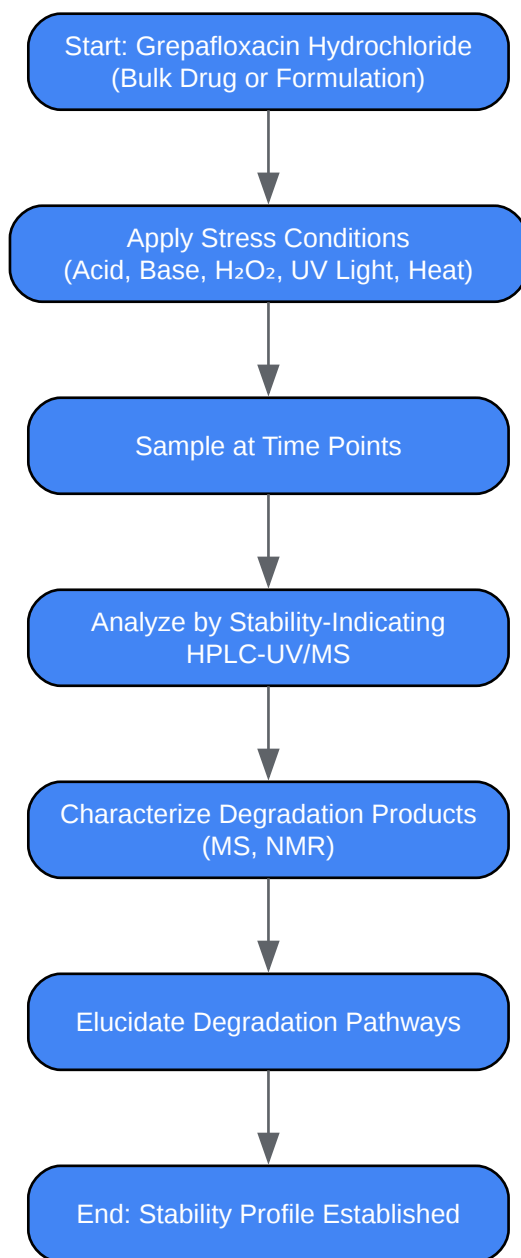 Start: Grepafloxacin Hydrochloride
(Bulk Drug or Formulation)
Apply Stress Conditions
(Acid, Base, H₂O₂, UV Light, Heat)
Sample at Time Points
Analyze by Stability-Indicating
HPLC-UV/MS
Characterize Degradation Products
(MS, NMR)
Elucidate Degradation Pathways
End: Stability Profile Established